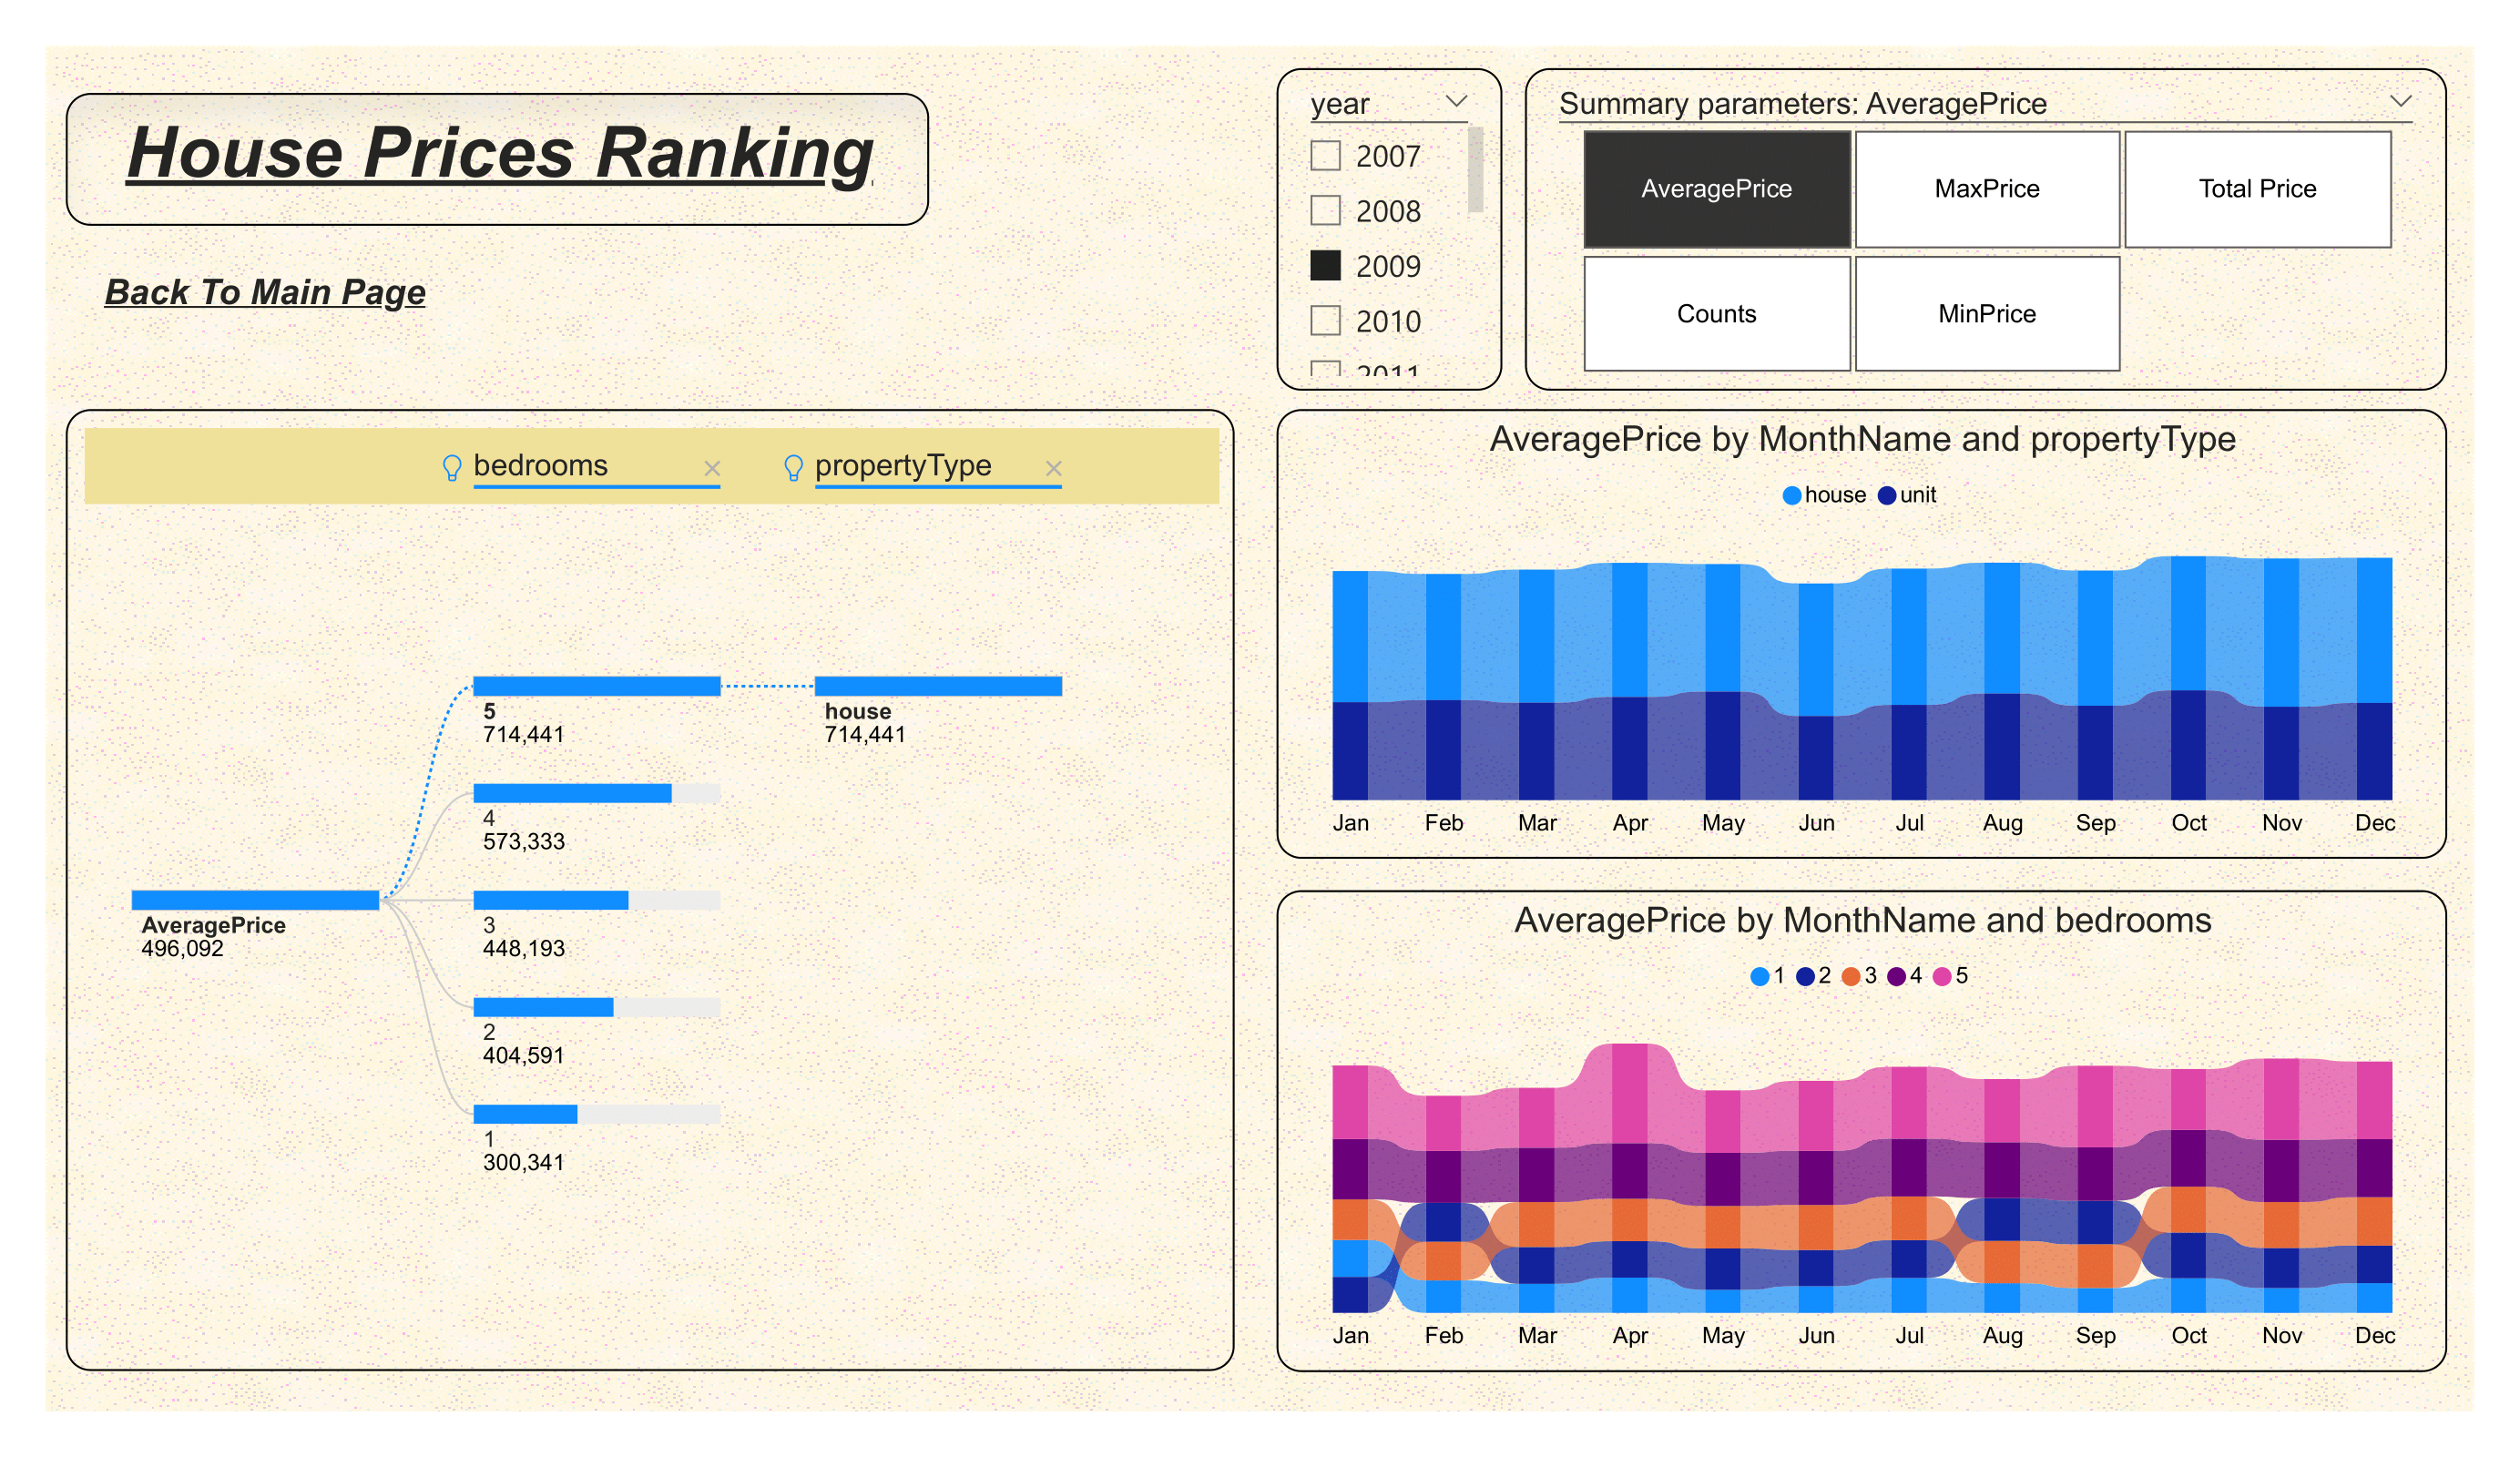 House Prices Ranking
Back To Main Page
year
2007
2008
2009
2010
2011
Summary parameters: AveragePrice
AveragePrice
MaxPrice
Total Price
Counts
MinPrice
bedrooms
propertyType
5
714,441
house
714,441
4
573,333
AveragePrice
496,092
3
448,193
2
404,591
1
300,341
AveragePrice by MonthName and propertyType
house unit
Jan Feb Mar Apr May Jun Jul Aug Sep Oct Nov Dec
AveragePrice by MonthName and bedrooms
1 2 3 4 5
Jan Feb Mar Apr May Jun Jul Aug Sep Oct Nov Dec